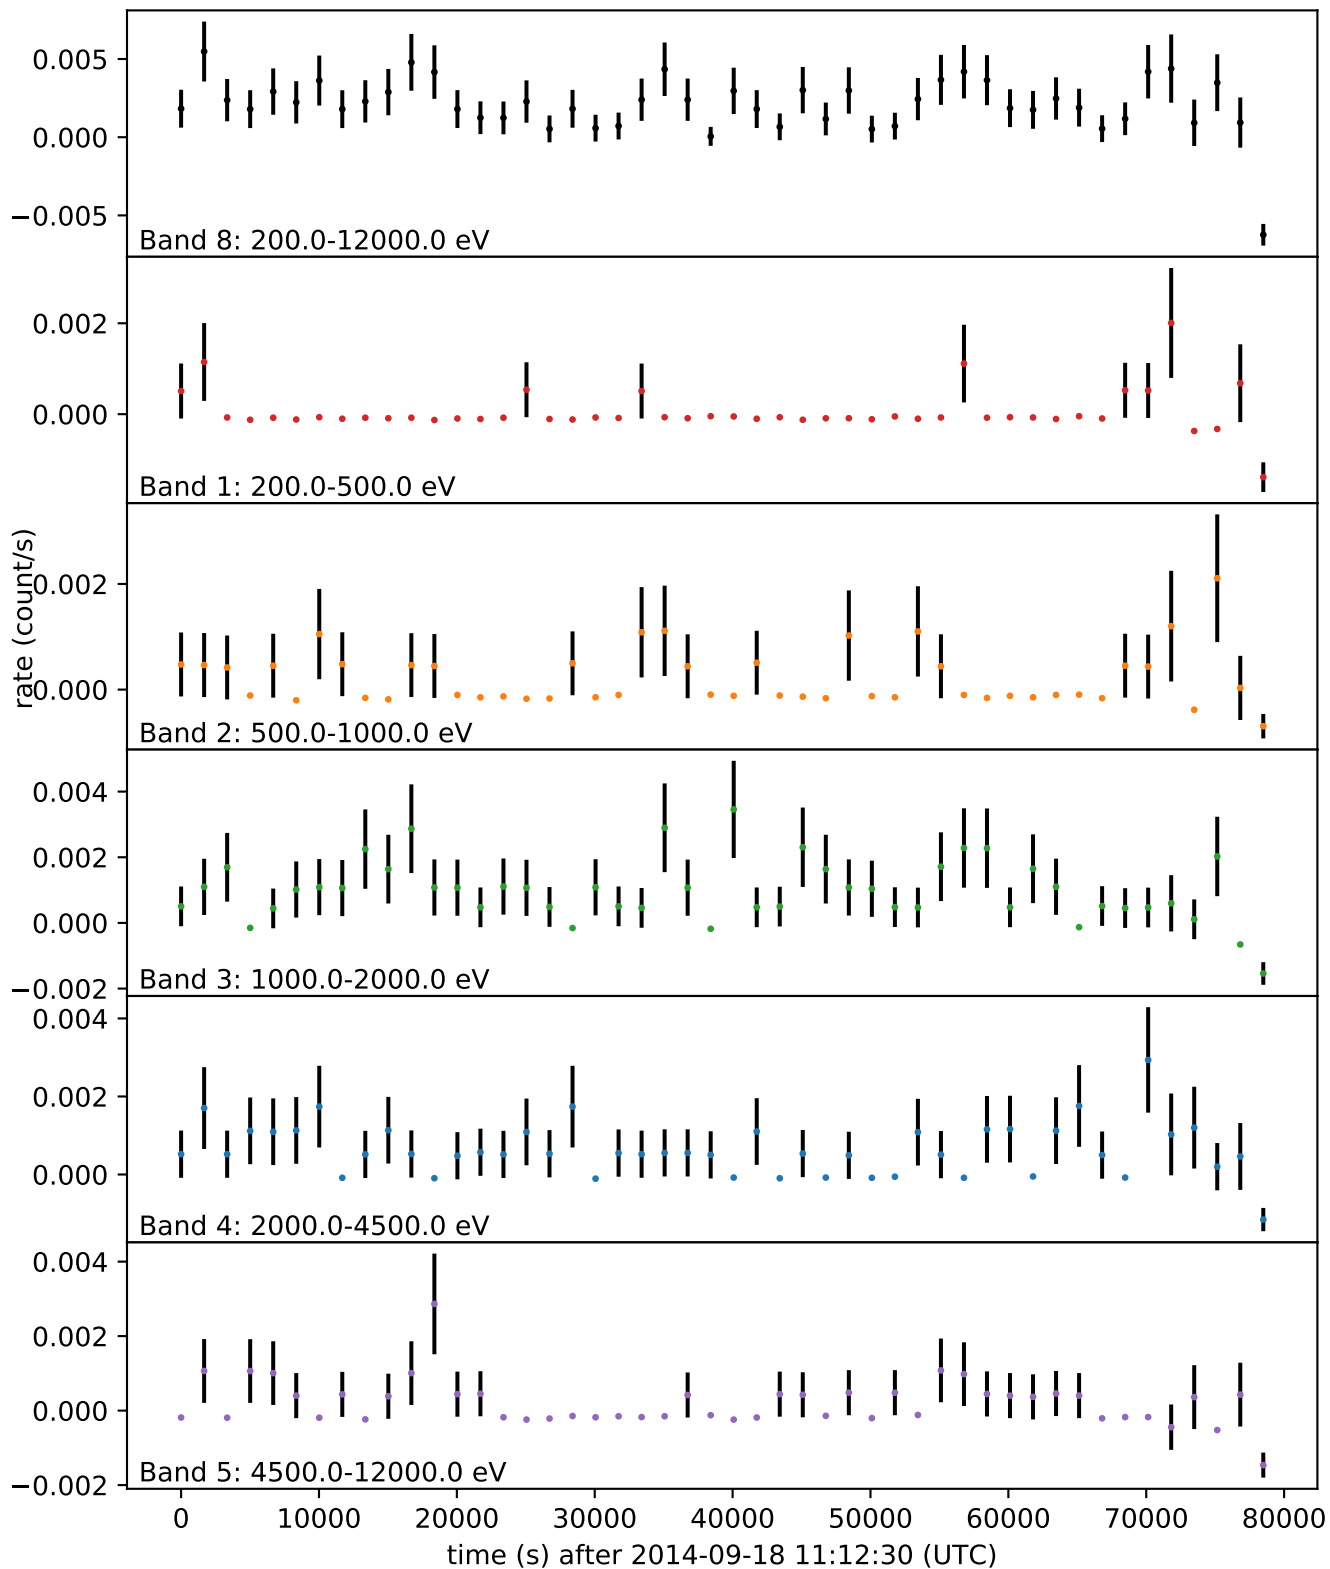 0.005
0.000
−0.005
Band 8: 200.0-12000.0 eV
0.002
0.000
Band 1: 200.0-500.0 eV
rate (count/s)
0.002
0.000
Band 2: 500.0-1000.0 eV
0.004
0.002
0.000
−0.002
Band 3: 1000.0-2000.0 eV
0.004
0.002
0.000
Band 4: 2000.0-4500.0 eV
0.004
0.002
0.000
−0.002
Band 5: 4500.0-12000.0 eV
0 10000 20000 30000 40000 50000 60000 70000 80000
time (s) after 2014-09-18 11:12:30 (UTC)